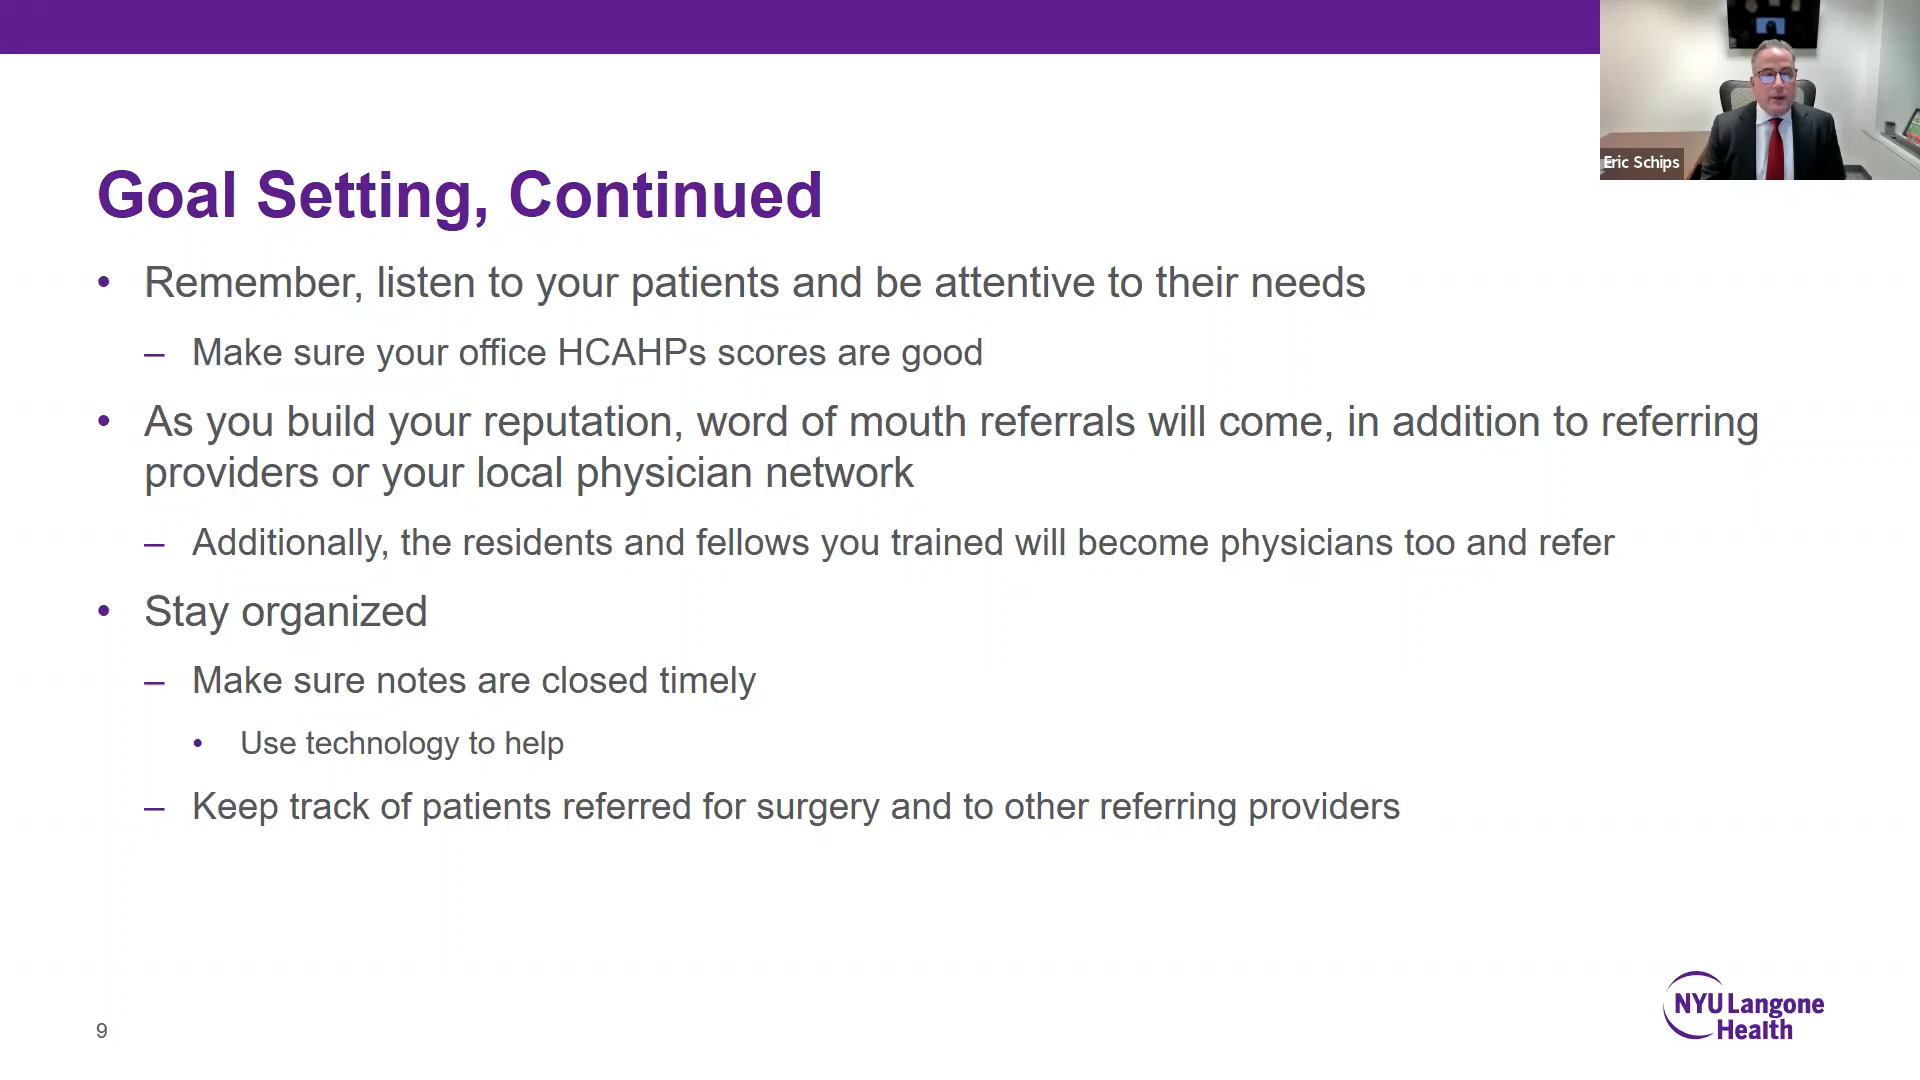 Eric Schips
Goal Setting, Continued
• Remember, listen to your patients and be attentive to their needs
– Make sure your office HCAHPs scores are good
• As you build your reputation, word of mouth referrals will come, in addition to referring
providers or your local physician network
– Additionally, the residents and fellows you trained will become physicians too and refer
• Stay organized
– Make sure notes are closed timely
• Use technology to help
– Keep track of patients referred for surgery and to other referring providers
9
NYU Langone
Health